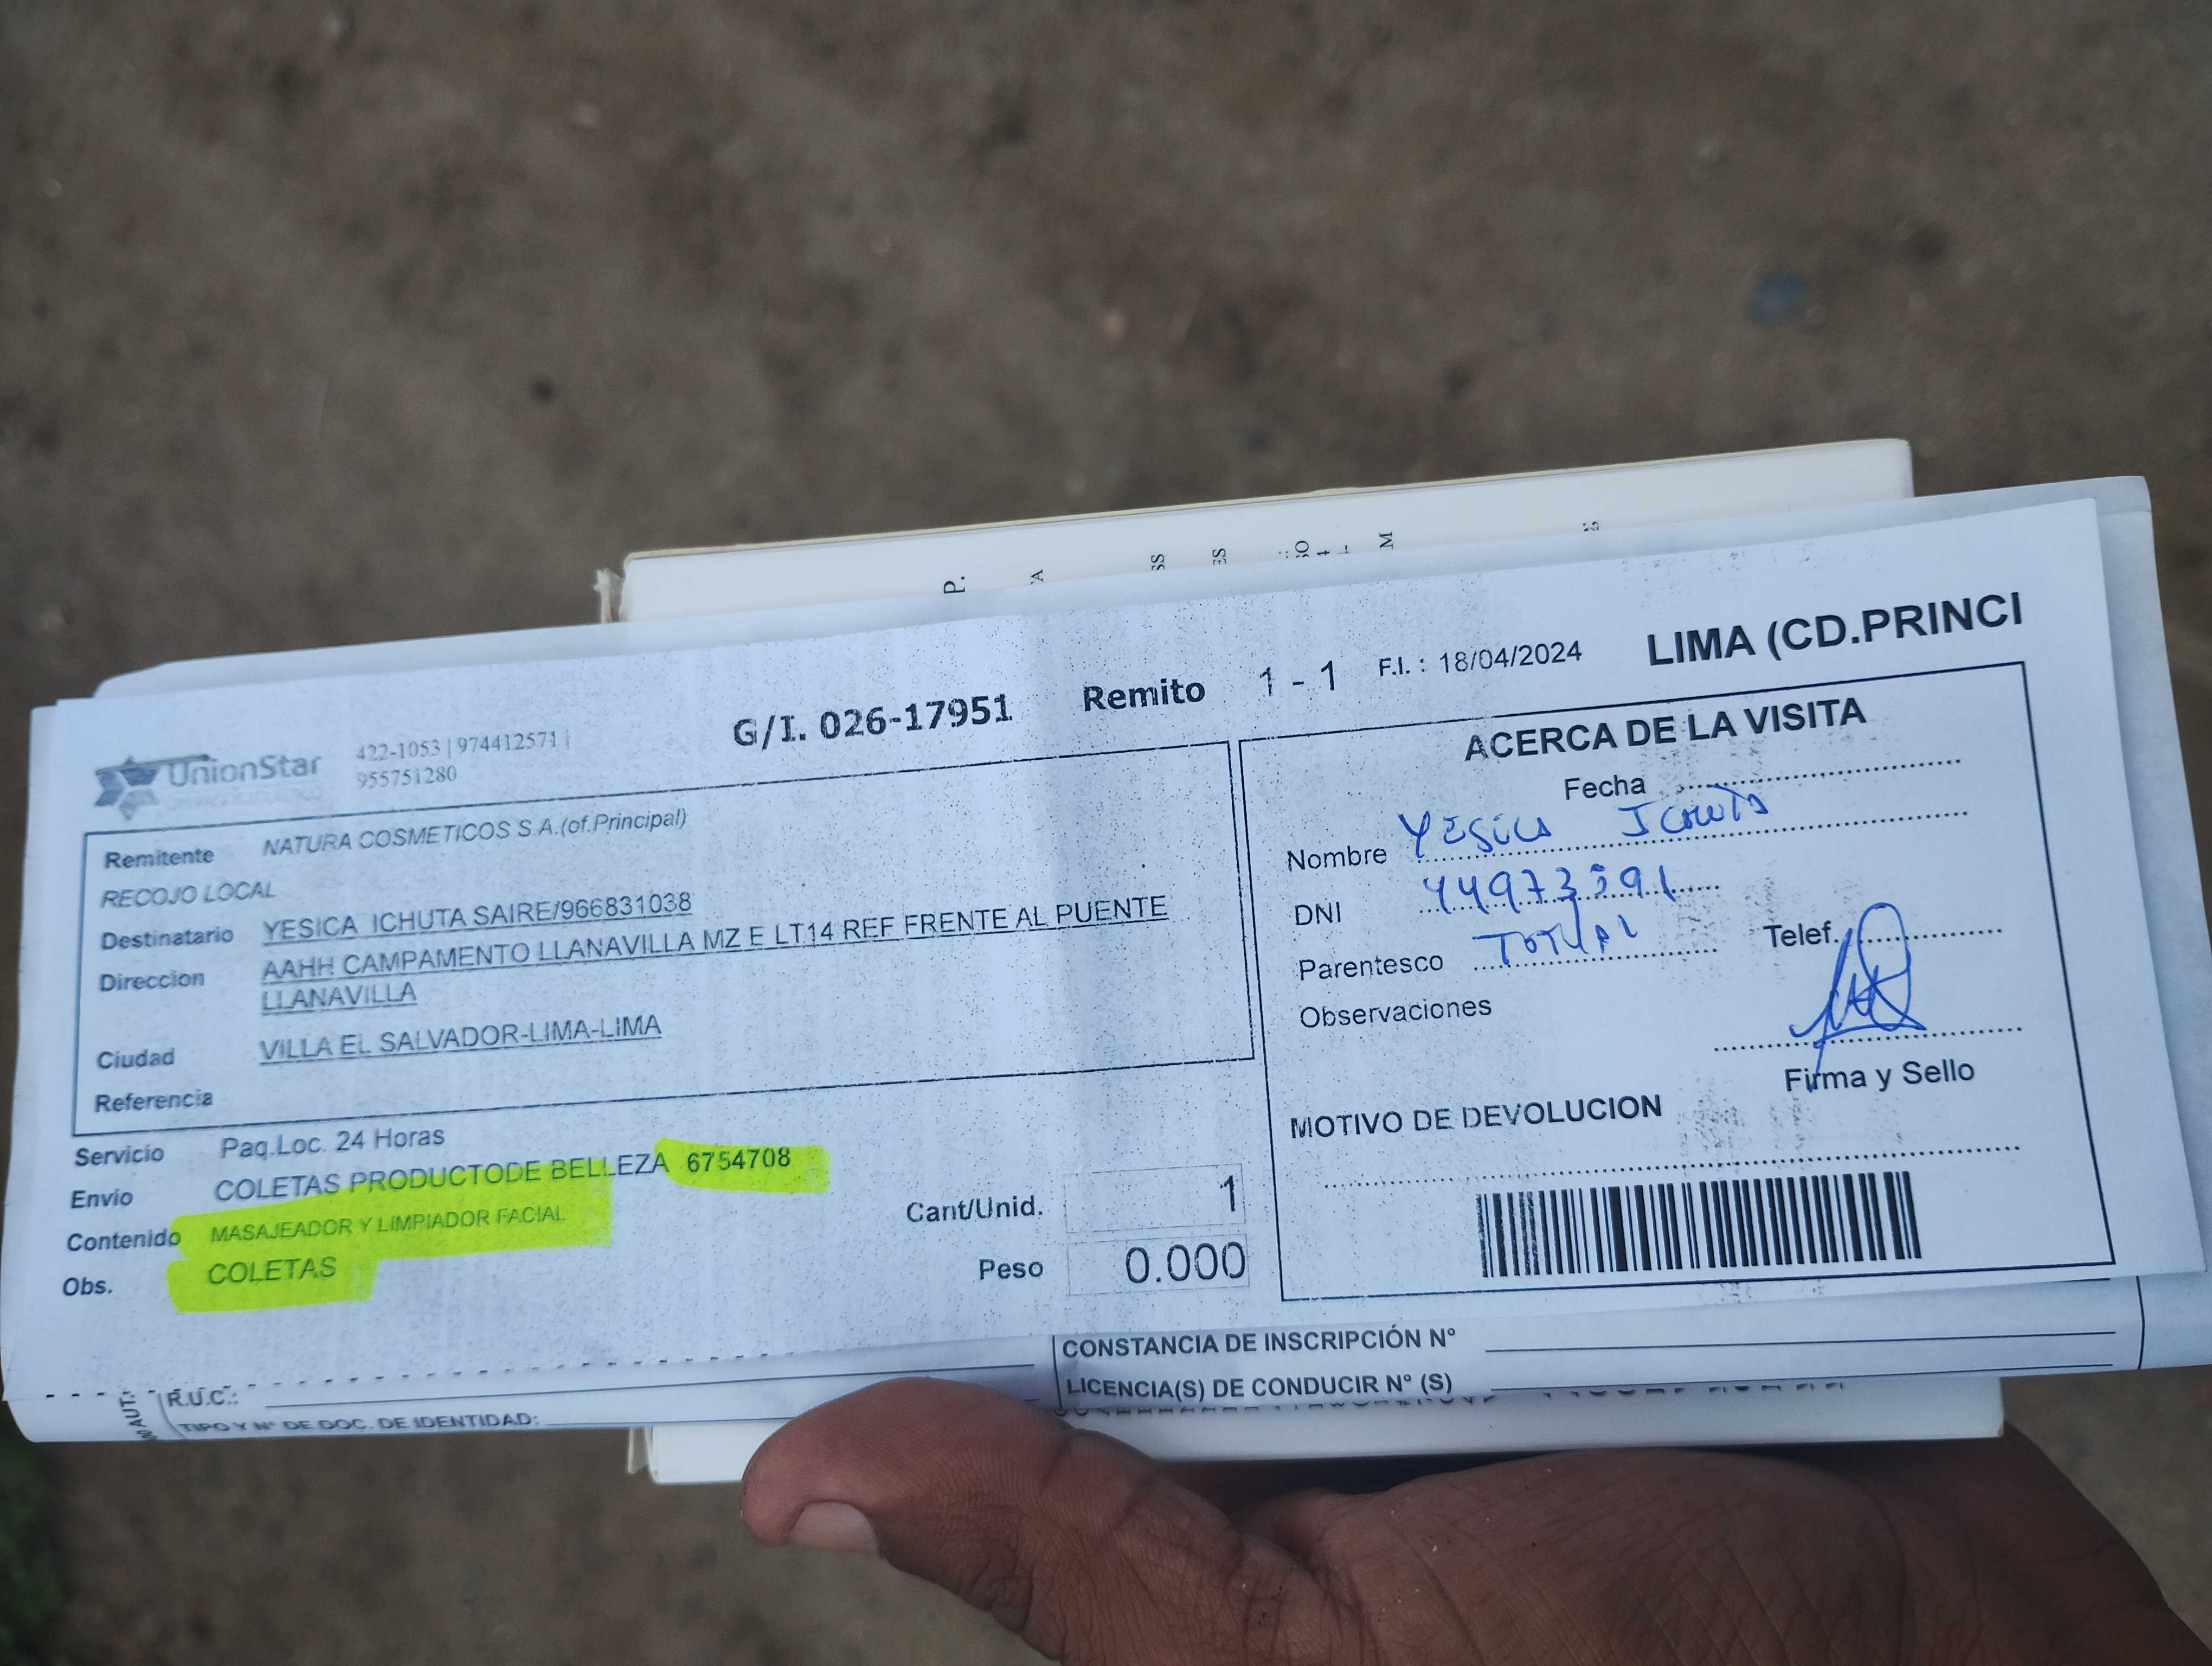 LIMA (CD.PRINCI
G/I. 026-17951 Remito 1 - 1 F.I. : 18/04/2024
UnionStar
422-1053 | 974412571 |
955751280
Remitente NATURA COSMETICOS S.A.(of.Principal)
RECOJO LOCAL
Destinatario YESICA ICHUTA SAIRE/966831038
Direccion AAHH CAMPAMENTO LLANAVILLA MZ E LT14 REF FRENTE AL PUENTE
LLANAVILLA
Ciudad VILLA EL SALVADOR-LIMA-LIMA
Referencia
Servicio Paq.Loc. 24 Horas
Envío COLETAS PRODUCTODE BELLEZA 6754708
Contenido MASAJEADOR Y LIMPIADOR FACIAL
Obs. COLETAS
Cant/Unid. 1
Peso 0.000
ACERCA DE LA VISITA
Fecha
Nombre Yesica
DNI
Parentesco
Telef.
Observaciones
Firma y Sello
MOTIVO DE DEVOLUCION
CONSTANCIA DE INSCRIPCIÓN N°
LICENCIA(S) DE CONDUCIR N° (S)
R.U.C.:
TIPO Y N° DE DOC. DE IDENTIDAD: